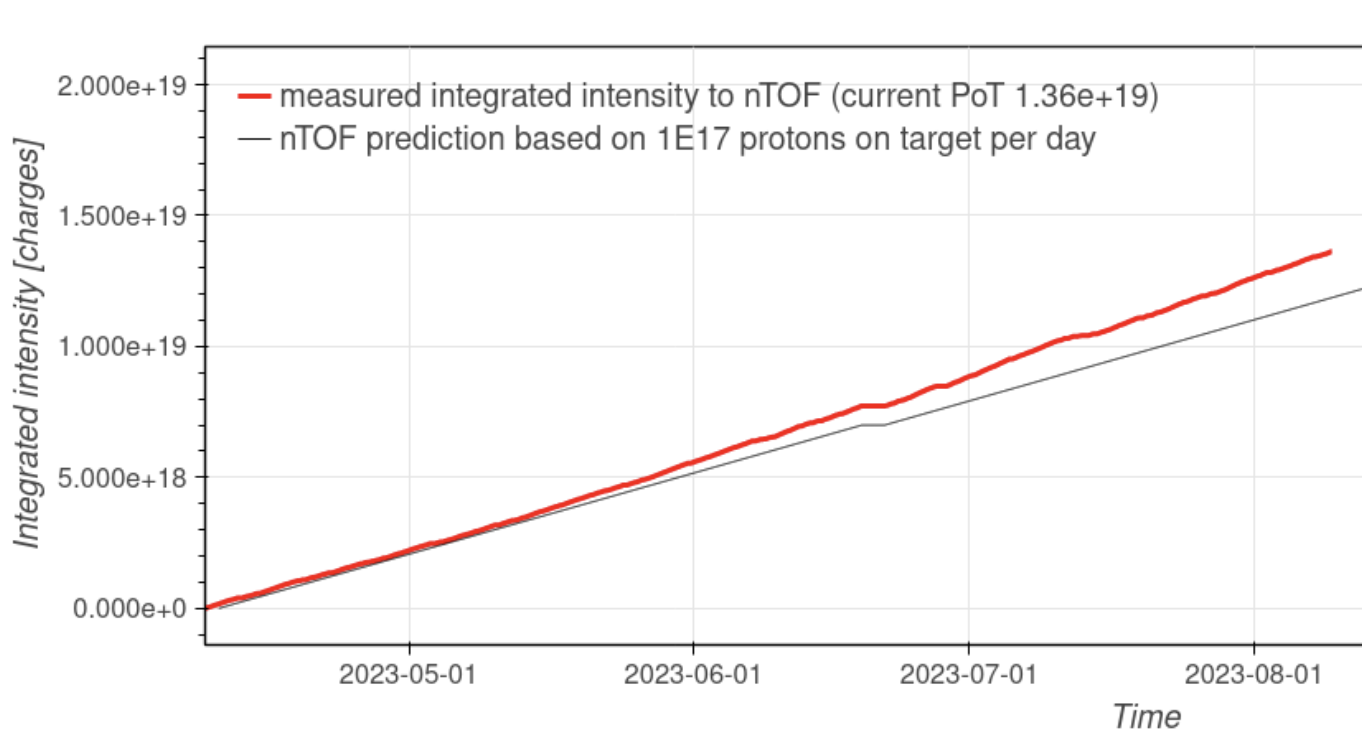 2.000e+19
measured integrated intensity to nTOF (current PoT 1.36e+19)
nTOF prediction based on 1E17 protons on target per day
1.500e+19
1.000e+19
5.000e+18
0.000e+0
Integrated intensity [charges]
2023-05-01 2023-06-01 2023-07-01 2023-08-01
Time